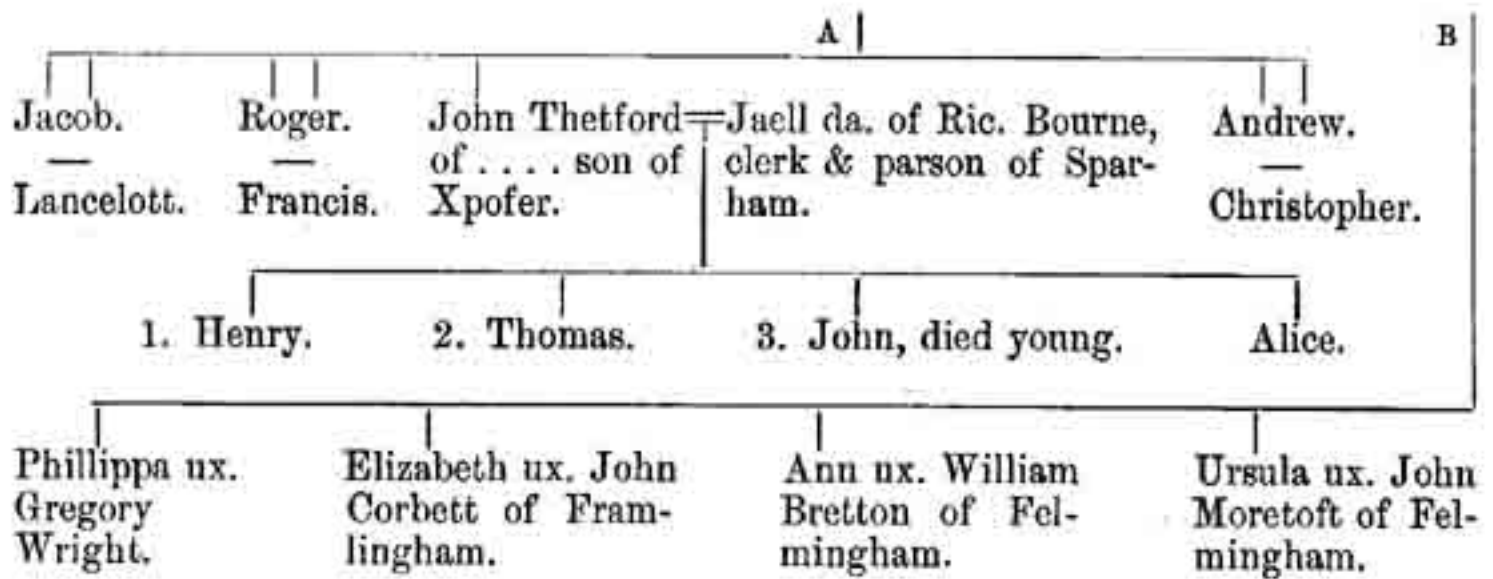 A B
Jacob. Roger. John Thetford=Jaell da. of Ric. Bourne, Andrew.
— — of .... son of clerk & parson of Spar- —
Lancelott. Francis. Xpofer. ham. Christopher.
1. Henry. 2. Thomas. 3. John, died young. Alice.
Phillippa ux. Elizabeth ux. John Ann ux. William Ursula ux. John
Gregory Corbett of Fram- Bretton of Fel- Moretoft of Fel-
Wright. lingham. mingham. mingham.